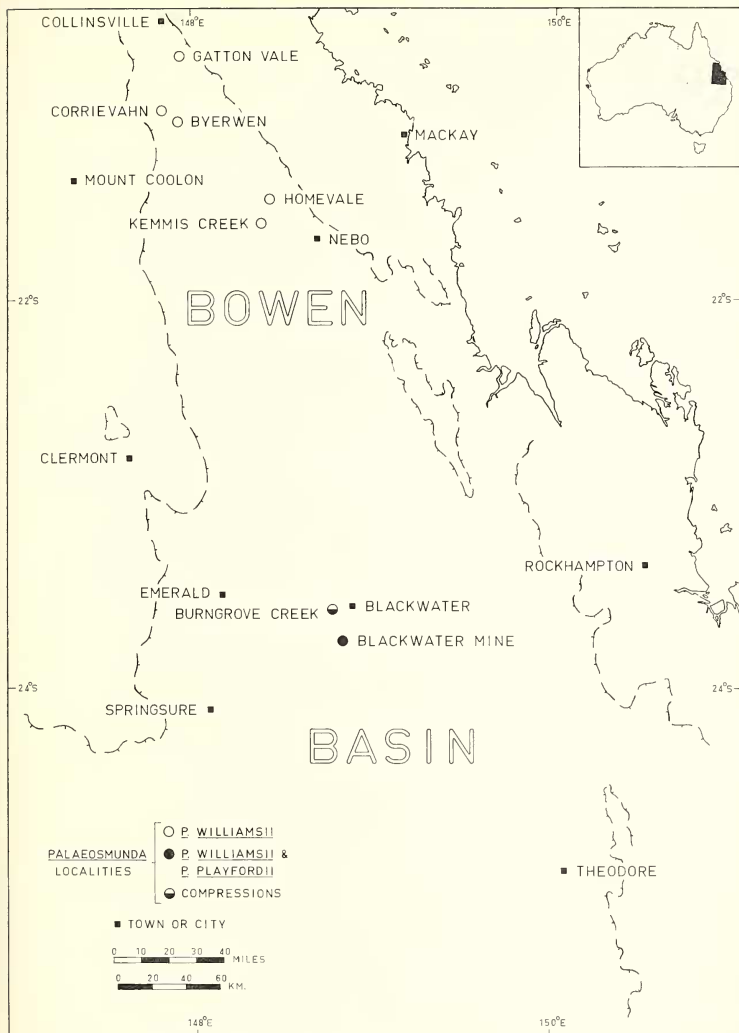 148°E
150°E
COLLINSVILLE
GATTON VALE
CORRIEVAHN
BYERWEN
MACKAY
MOUNT COOLON
HOMEVALE
KEMMIS CREEK
NEBO
22°S
22°S
BOWEN
CLERMONT
ROCKHAMPTON
EMERALD
BURNGROVE CREEK
BLACKWATER
BLACKWATER MINE
24°S
24°S
SPRINGSURE
BASIN
PALAEOSMUNDA
LOCALITIES
P. WILLIAMSII
P. WILLIAMSII &
P. PLAYFORDII
COMPRESSIONS
THEODORE
TOWN OR CITY
0 10 20 30 40
MILES
0 20 40 60
KM.
148°E
150°E